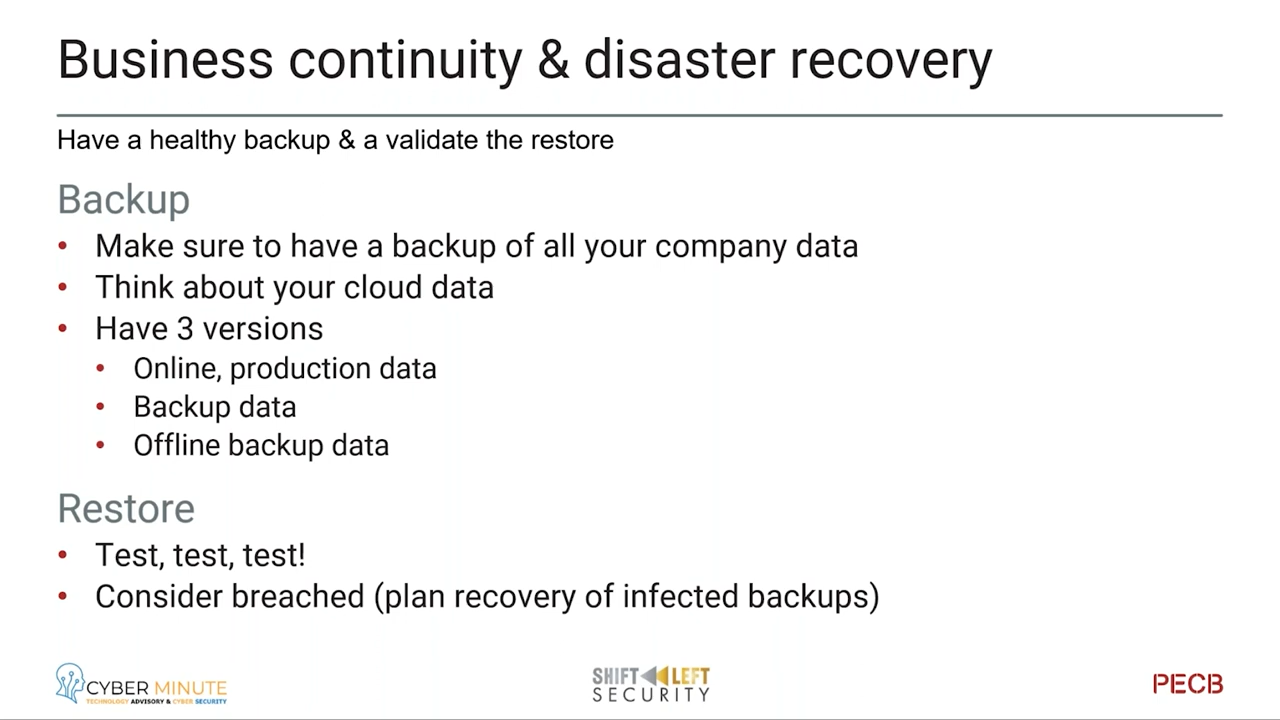 Business continuity & disaster recovery
Have a healthy backup & a validate the restore
Backup
• Make sure to have a backup of all your company data
• Think about your cloud data
• Have 3 versions
• Online, production data
• Backup data
• Offline backup data
Restore
• Test, test, test!
• Consider breached (plan recovery of infected backups)
CYBER MINUTE
TECHNOLOGY ADVISORY & CYBER SECURITY
SHIFT LEFT
SECURITY
PECB